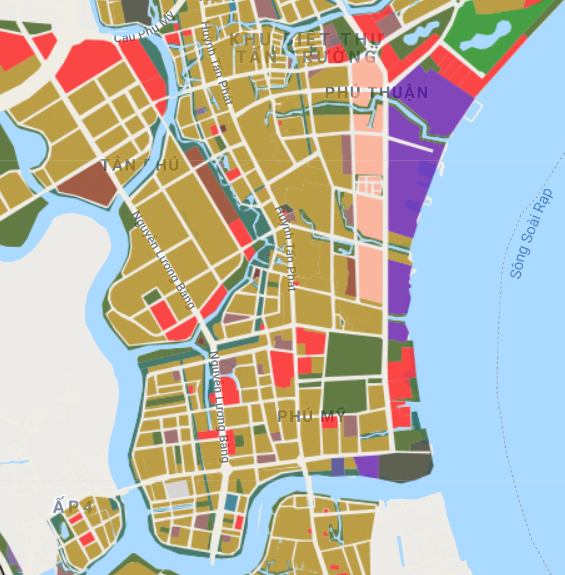 Cầu Phú Mỹ
Huỳnh Tấn Phát
KHU BIỆT THỰ
TÂN TRƯỜNG
PHÚ THUẬN
TÂN PHÚ
Nguyễn Lương Bằng
Huỳnh Tấn Phát
Sông Soài Rạp
Nguyễn Lương Bằng
PHÚ MỸ
ẤP 4